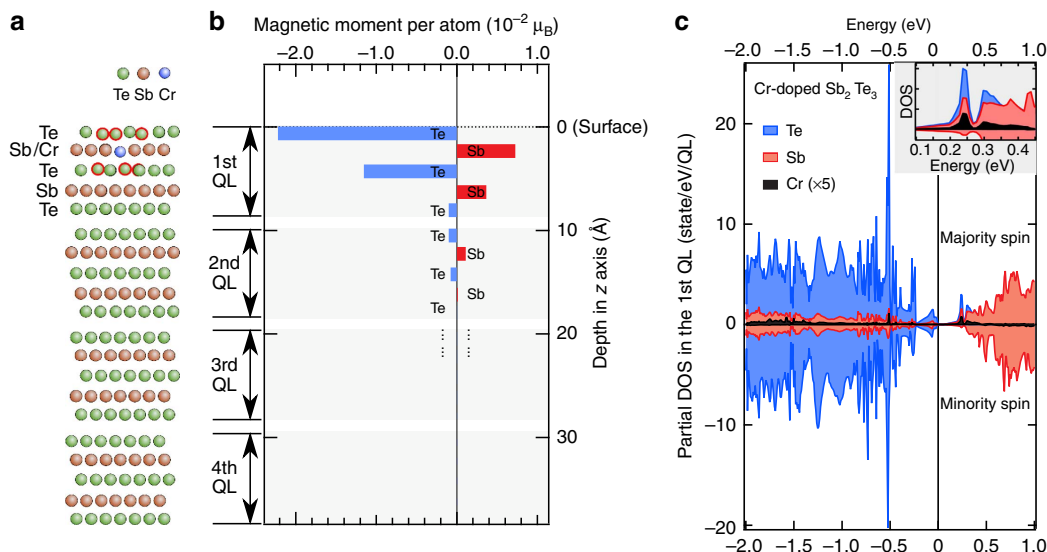 a
Te Sb Cr
Te
Sb/Cr
Te
Sb
Te
b
Magnetic moment per atom (10−2 μB)
−2.0 −1.0 0.0 1.0
1st QL
2nd QL
3rd QL
4th QL
Te
Sb
Te
Sb
Te
Te
Sb
Te
Sb
Te
0 (Surface)
10
20
30
Depth in z axis (Å)
c
Energy (eV)
−2.0 −1.5 −1.0 −0.5 0 0.5 1.0
Partial DOS in the 1st QL (state/eV/QL)
20
10
0
−10
−20
Cr-doped Sb2 Te3
Te
Sb
Cr (×5)
DOS
0.1 0.2 0.3 0.4
Energy (eV)
Majority spin
Minority spin
−2.0 −1.5 −1.0 −0.5 0.0 0.5 1.0